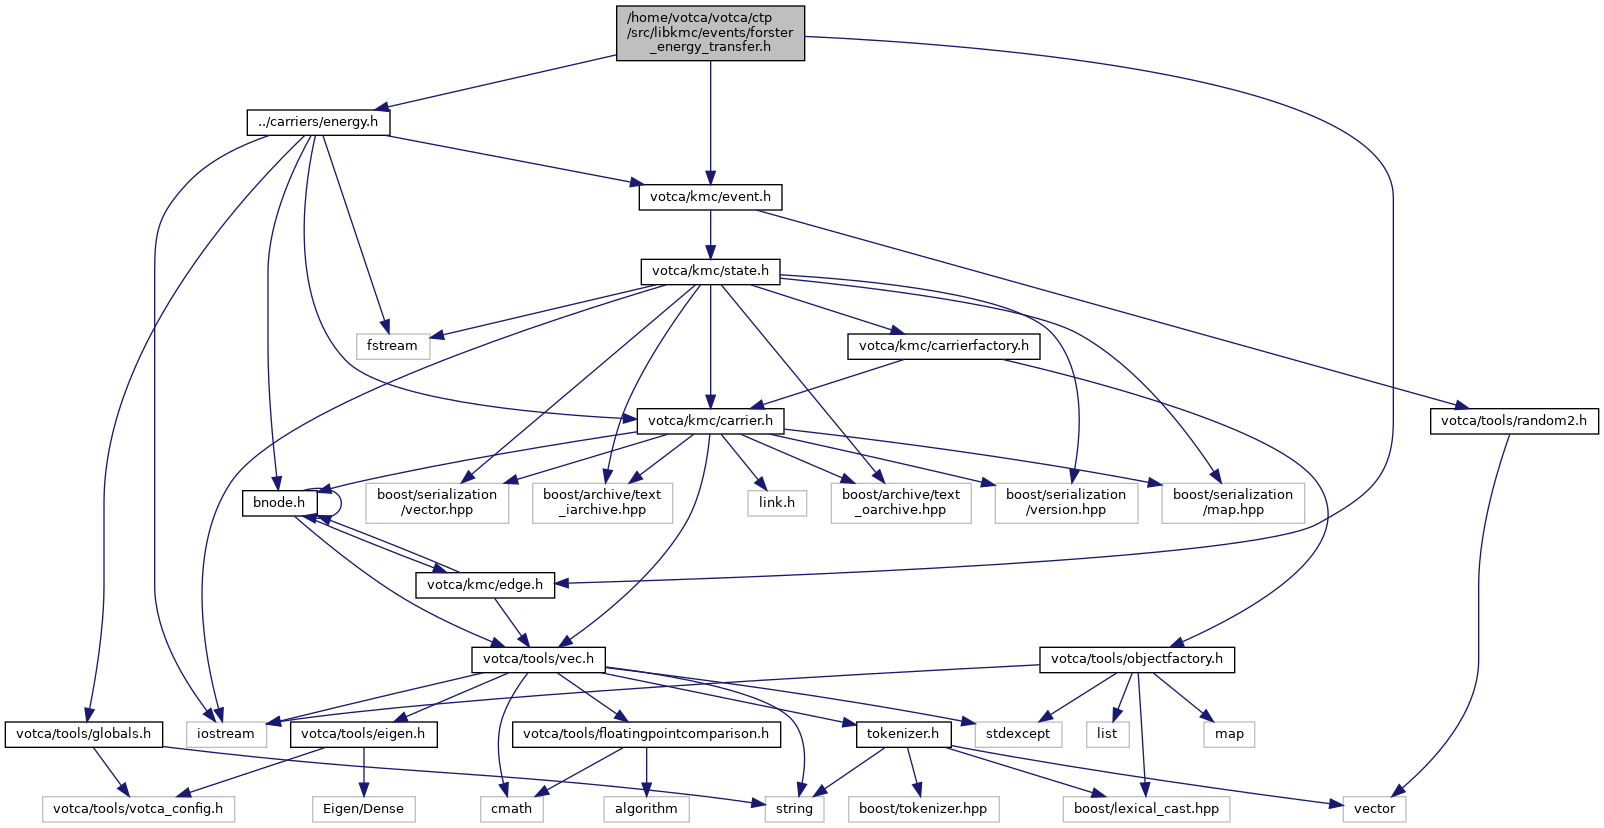 /home/votca/votca/ctp
/src/libkmc/events/forster
_energy_transfer.h
../carriers/energy.h
votca/kmc/event.h
votca/kmc/state.h
fstream
votca/kmc/carrierfactory.h
votca/kmc/carrier.h
votca/tools/random2.h
bnode.h
boost/serialization
/vector.hpp
boost/archive/text
_iarchive.hpp
link.h
boost/archive/text
_oarchive.hpp
boost/serialization
/version.hpp
boost/serialization
/map.hpp
votca/kmc/edge.h
votca/tools/vec.h
votca/tools/objectfactory.h
votca/tools/globals.h
iostream
votca/tools/eigen.h
votca/tools/floatingpointcomparison.h
tokenizer.h
stdexcept
list
map
votca/tools/votca_config.h
Eigen/Dense
cmath
algorithm
string
boost/tokenizer.hpp
boost/lexical_cast.hpp
vector